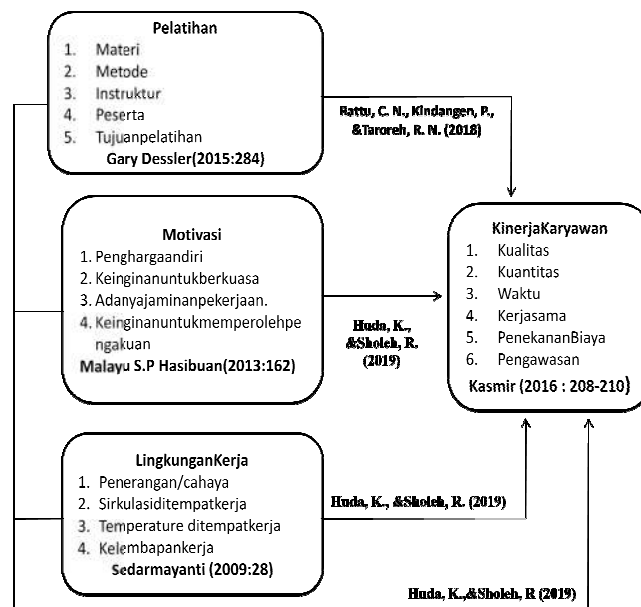 Pelatihan
1. Materi
2. Metode
3. Instruktur
4. Peserta
5. Tujuanpelatihan
Gary Dessler(2015:284)
Rattu, C. N., Kindangen, P.,
&Taroreh, R. N. (2018)
Motivasi
1. Penghargaandiri
2. Keinginanuntukberkuasa
3. Adanyajaminanpekerjaan.
4. Keinginanuntukmemperolehpe
ngakuan
Malayu S.P Hasibuan(2013:162)
Huda, K.,
&Sholeh, R.
(2019)
KinerjaKaryawan
1. Kualitas
2. Kuantitas
3. Waktu
4. Kerjasama
5. PenekananBiaya
6. Pengawasan
Kasmir (2016 : 208-210)
LingkunganKerja
1. Penerangan/cahaya
2. Sirkulasiditempatkerja
3. Temperature ditempatkerja
4. Kelembapankerja
Sedarmayanti (2009:28)
Huda, K., &Sholeh, R. (2019)
Huda, K.,&Sholeh, R (2019)